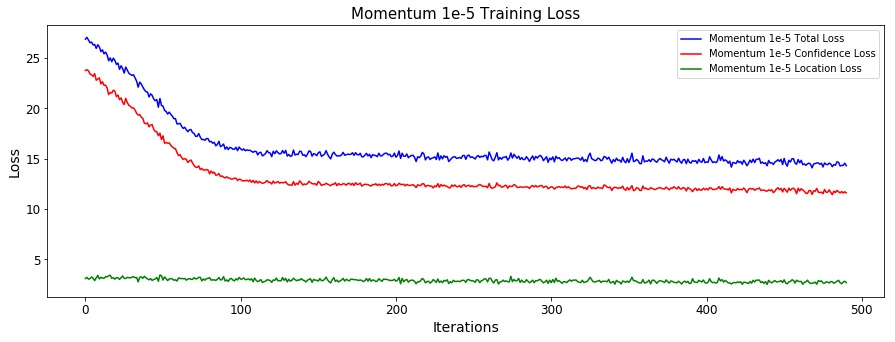 Momentum 1e-5 Training Loss
Momentum 1e-5 Total Loss
Momentum 1e-5 Confidence Loss
Momentum 1e-5 Location Loss
Loss
25
20
15
10
5
0
100
200
300
400
500
Iterations